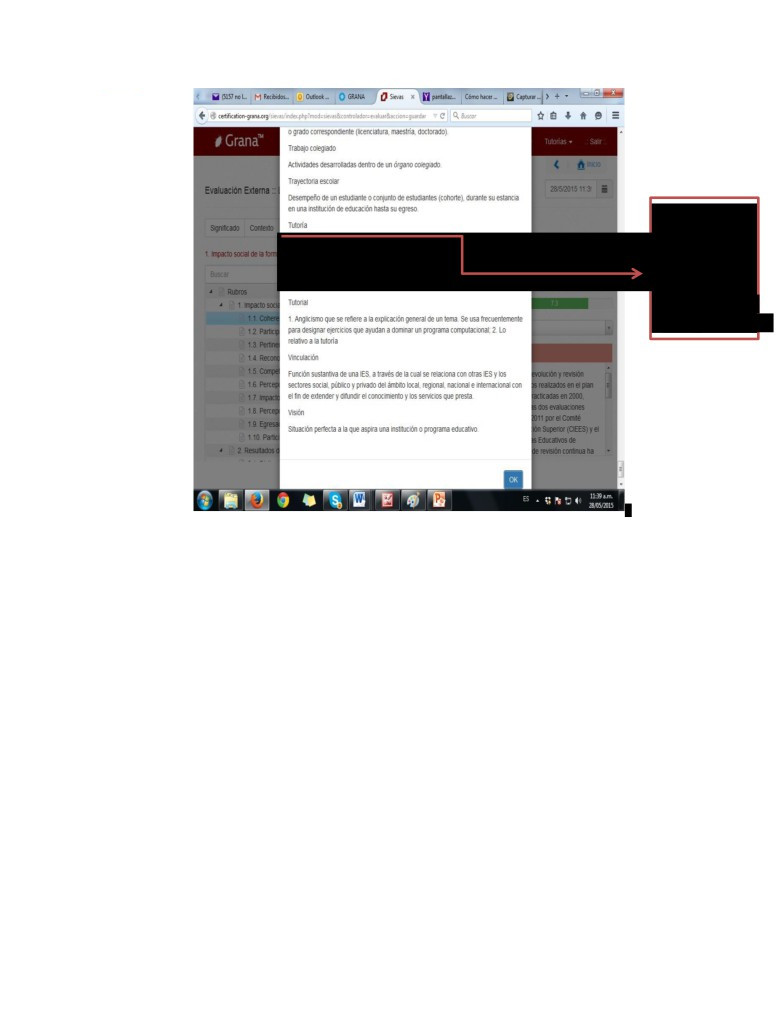 (5157 no l...
Recibidos...
Outlook ...
GRANA
Sievas
pantallas...
Cómo hacer ...
Capturar ...
certification-grana.org/sievas/index.php?mod=sievas&controlador=evaluar&accion=guardar
Buscar
Grana™
Tutorías
:: Salir ::
Inicio
Evaluación Externa ::
28/5/2015 11:3
Significado
Contexto
1. Impacto social de la form
Buscar
Rubros
1. Impacto socia
1.1. Cohere
1.2. Particip
1.3. Pertine
1.4. Recono
1.5. Compet
1.6. Percep
1.7. Impacto
1.8. Percep
1.9. Egresa
1.10. Partic
2. Resultados d
o grado correspondiente (licenciatura, maestría, doctorado).
Trabajo colegiado
Actividades desarrolladas dentro de un órgano colegiado.
Trayectoria escolar
Desempeño de un estudiante o conjunto de estudiantes (cohorte), durante su estancia
en una institución de educación hasta su egreso.
Tutoría
Tutorial
1. Anglicismo que se refiere a la explicación general de un tema. Se usa frecuentemente
para designar ejercicios que ayudan a dominar un programa computacional; 2. Lo
relativo a la tutoría
Vinculación
Función sustantiva de una IES, a través de la cual se relaciona con otras IES y los
sectores social, público y privado del ámbito local, regional, nacional e internacional con
el fin de extender y difundir el conocimiento y los servicios que presta.
Visión
Situación perfecta a la que aspira una institución o programa educativo.
OK
evolución y revisión
os realizados en el plan
racticadas en 2000,
as dos evaluaciones
2011 por el Comité
ión Superior (CIEES) y el
s Educativos de
de revisión continua ha
ES
11:39 a.m.
28/05/2015